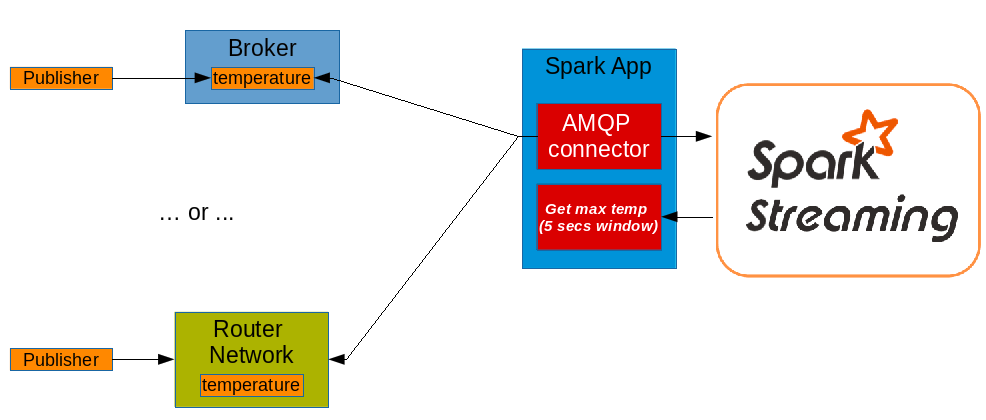 Broker
Publisher
temperature
Spark App
AMQP
connector
Spark
Streaming
Get max temp
(5 secs window)
... or ...
Router
Network
Publisher
temperature